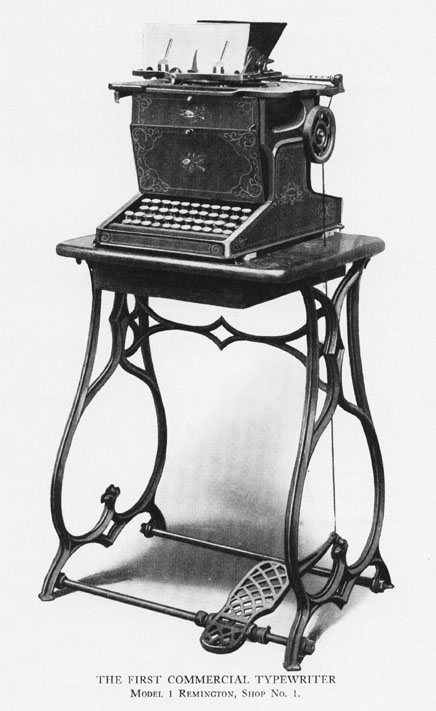 THE FIRST COMMERCIAL TYPEWRITER
MODEL 1 REMINGTON, SHOP NO. 1.